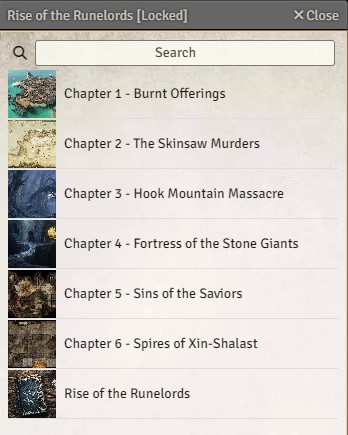 Rise of the Runelords [Locked]
Close
Search
Chapter 1 - Burnt Offerings
Chapter 2 - The Skinsaw Murders
Chapter 3 - Hook Mountain Massacre
Chapter 4 - Fortress of the Stone Giants
Chapter 5 - Sins of the Saviors
Chapter 6 - Spires of Xin-Shalast
Rise of the Runelords